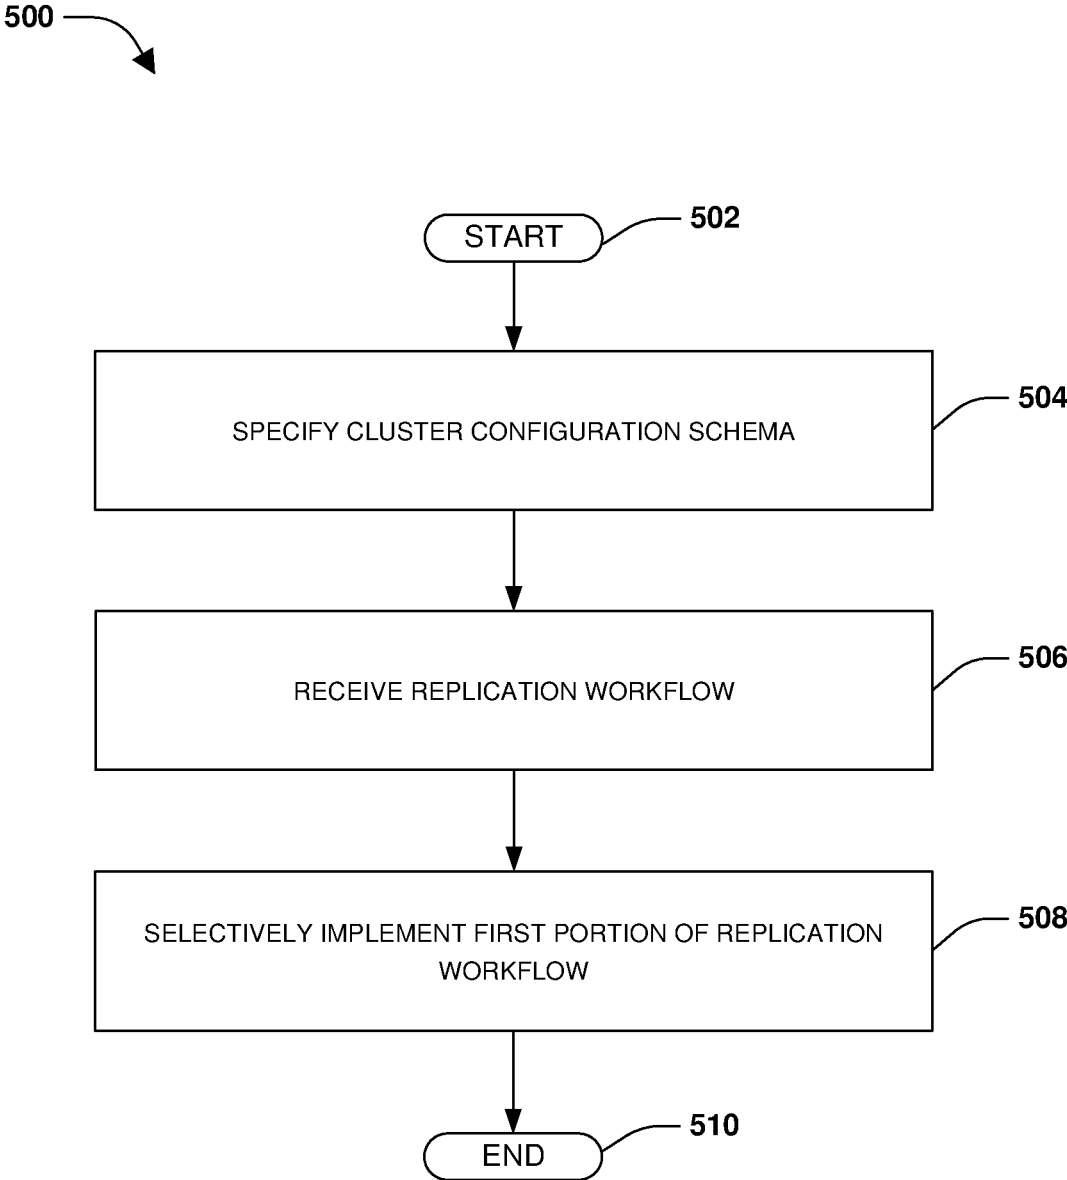 500
START
502
SPECIFY CLUSTER CONFIGURATION SCHEMA
504
RECEIVE REPLICATION WORKFLOW
506
SELECTIVELY IMPLEMENT FIRST PORTION OF REPLICATION
WORKFLOW
508
END
510